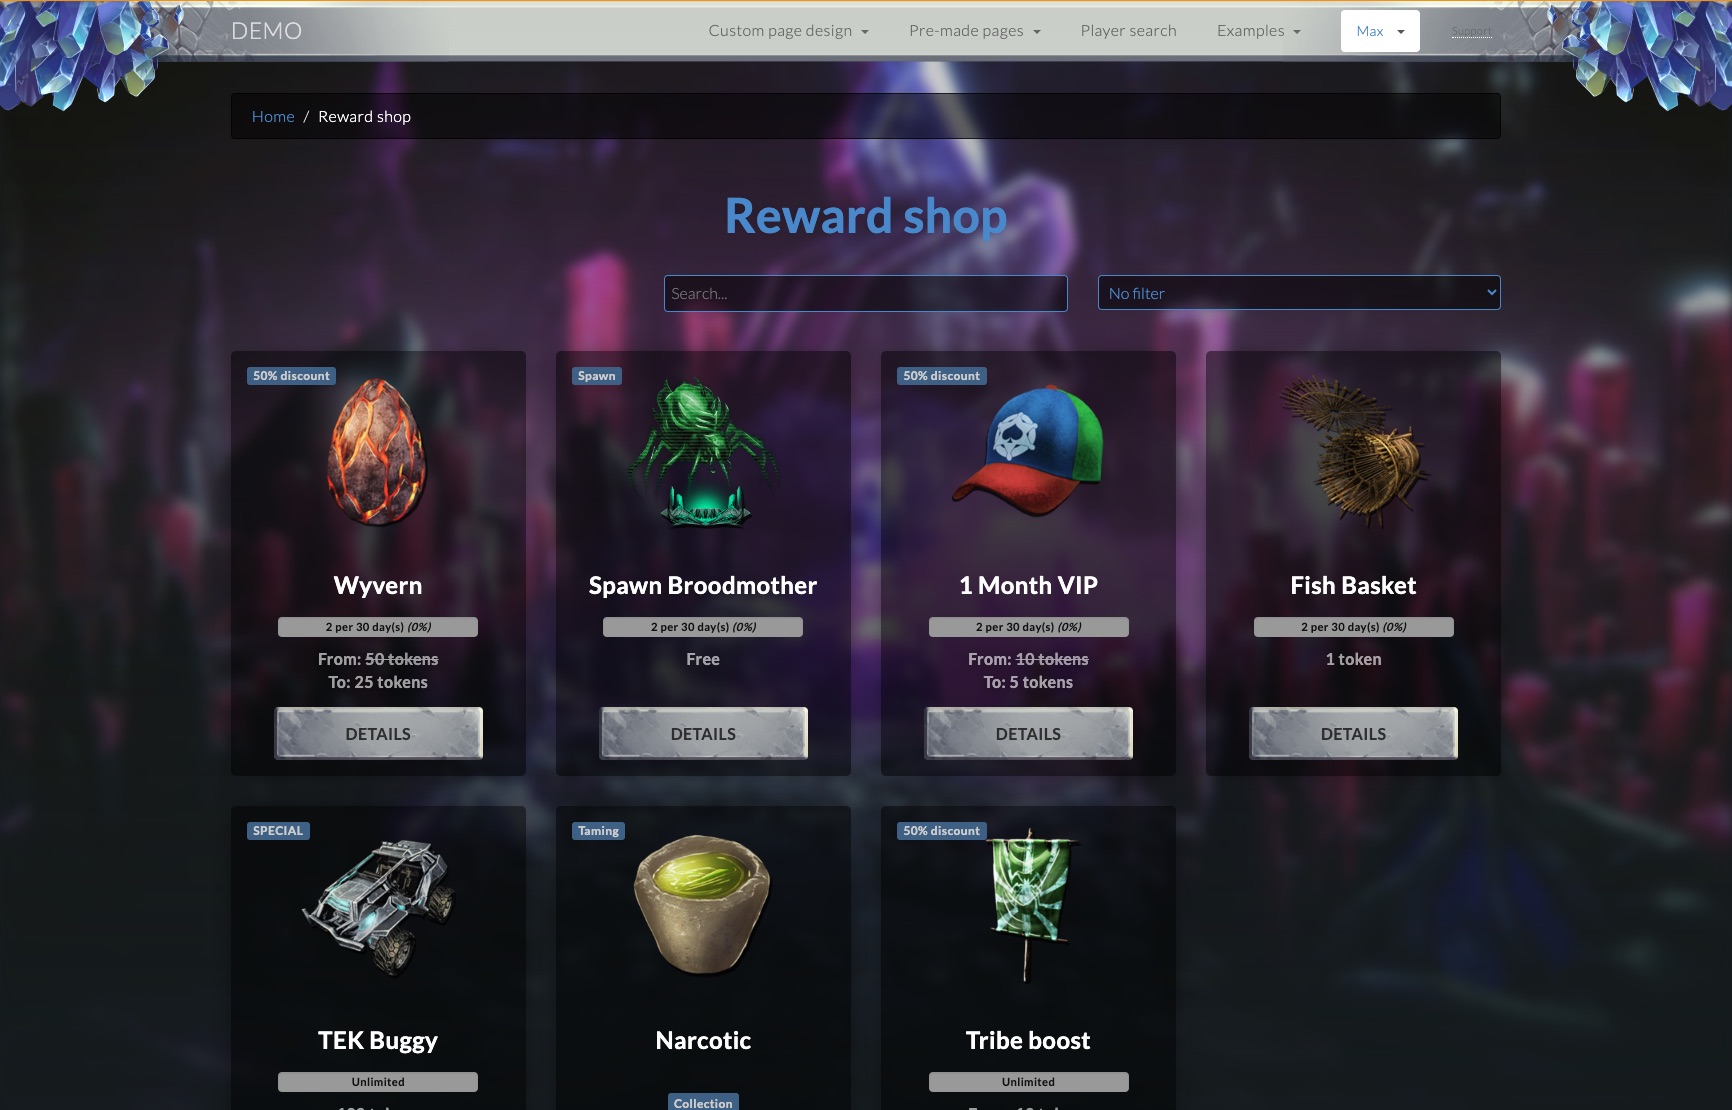 DEMO
Custom page design
Pre-made pages
Player search
Examples
Max
Support
Home / Reward shop
Reward shop
Search...
No filter
50% discount
Wyvern
2 per 30 day(s) (0%)
From: 50 tokens
To: 25 tokens
DETAILS
Spawn
Spawn Broodmother
2 per 30 day(s) (0%)
Free
DETAILS
50% discount
1 Month VIP
2 per 30 day(s) (0%)
From: 10 tokens
To: 5 tokens
DETAILS
Fish Basket
2 per 30 day(s) (0%)
1 token
DETAILS
SPECIAL
TEK Buggy
Unlimited
Taming
Narcotic
Collection
50% discount
Tribe boost
Unlimited